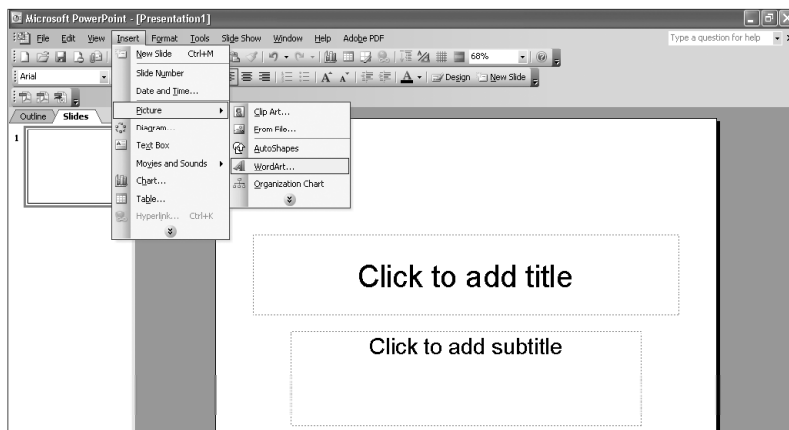 Microsoft PowerPoint - [Presentation1]
File Edit View Insert Format Tools Slide Show Window Help Adobe PDF Type a question for help
New Slide Ctrl+M 68%
Arial Slide Number Design New Slide
Date and Time...
Outline Slides Picture Clip Art...
1 Diagram... From File...
Text Box AutoShapes
Movies and Sounds WordArt...
Chart... Organization Chart
Table...
Hyperlink... Ctrl+K
Click to add title
Click to add subtitle